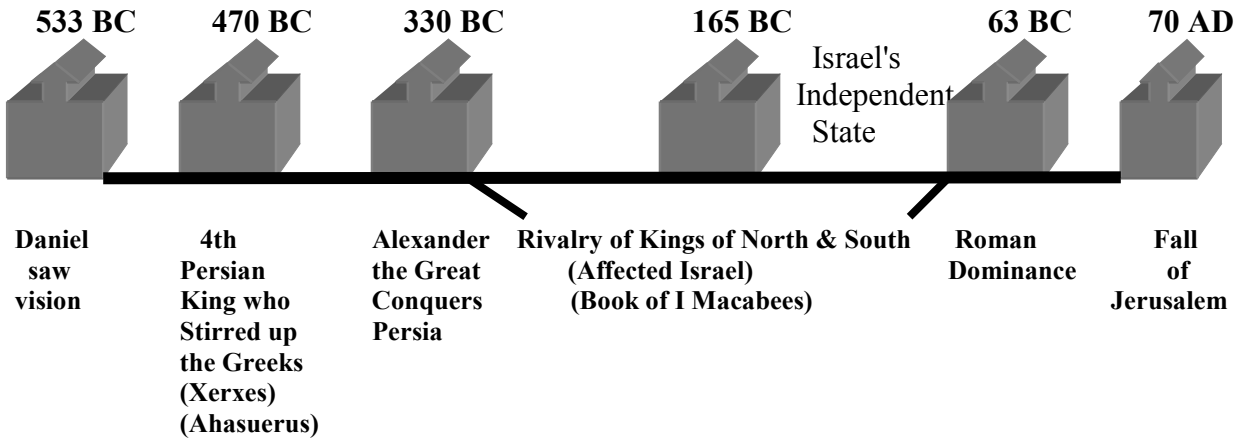 533 BC 470 BC 330 BC 165 BC 63 BC 70 AD
Israel's
Independent
State
Daniel
saw
vision
4th
Persian
King who
Stirred up
the Greeks
(Xerxes)
(Ahasuerus)
Alexander
the Great
Conquers
Persia
Rivalry of Kings of North & South
(Affected Israel)
(Book of I Macabees)
Roman
Dominance
Fall
of
Jerusalem